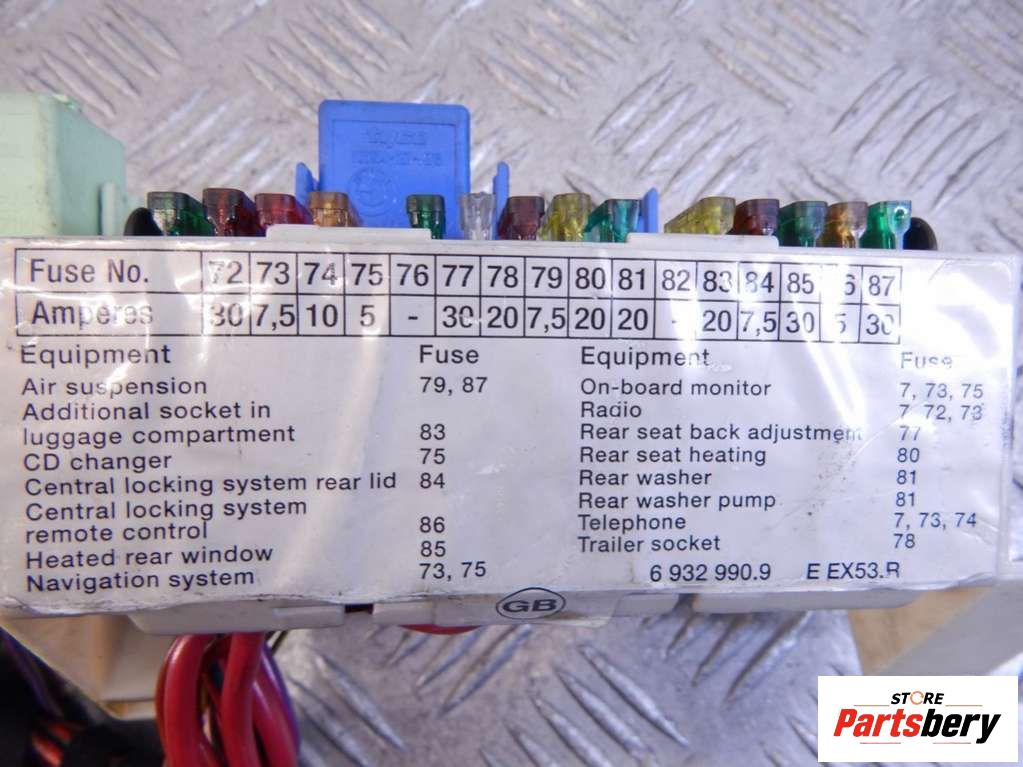 Fuse No. 72 73 74 75 76 77 78 79 80 81 82 83 84 85 6 87
Amperes 30 7,5 10 5 - 30 20 7,5 20 20 - 20 7,5 30 5 30
Equipment Fuse
Air suspension 79, 87
Additional socket in
luggage compartment 83
CD changer 75
Central locking system rear lid 84
Central locking system
remote control 86
Heated rear window 85
Navigation system 73, 75
Equipment Fuse
On-board monitor 7, 73, 75
Radio 7, 72, 73
Rear seat back adjustment 77
Rear seat heating 80
Rear washer 81
Rear washer pump 81
Telephone 7, 73, 74
Trailer socket 78
6 932 990.9 E EX53.R
GB
STORE
Partsbery